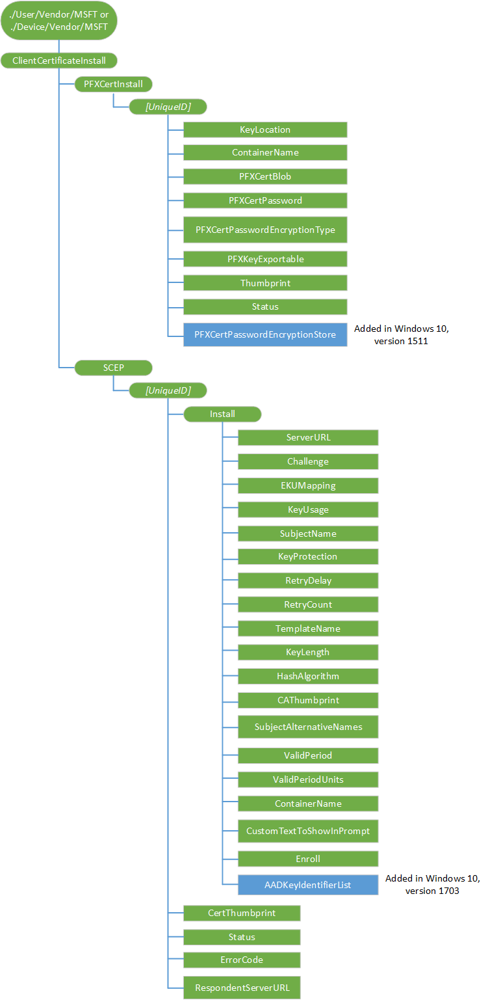 ./User/Vendor/MSFT or
./Device/Vendor/MSFT
ClientCertificateInstall
PFXCertInstall
[UniqueID]
KeyLocation
ContainerName
PFXCertBlob
PFXCertPassword
PFXCertPasswordEncryptionType
PFXKeyExportable
Thumbprint
Status
PFXCertPasswordEncryptionStore
Added in Windows 10,
version 1511
SCEP
[UniqueID]
Install
ServerURL
Challenge
EKUMapping
KeyUsage
SubjectName
KeyProtection
RetryDelay
RetryCount
TemplateName
KeyLength
HashAlgorithm
CAThumbprint
SubjectAlternativeNames
ValidPeriod
ValidPeriodUnits
ContainerName
CustomTextToShowInPrompt
Enroll
AADKeyIdentifierList
Added in Windows 10,
version 1703
CertThumbprint
Status
ErrorCode
RespondentServerURL